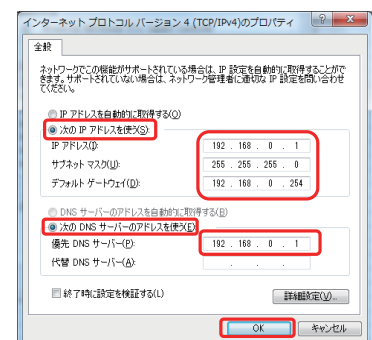 インターネット プロトコル バージョン 4 (TCP/IPv4)のプロパティ
全般
ネットワークでこの機能がサポートされている場合は、IP 設定を自動的に取得することがで
きます。サポートされていない場合は、ネットワーク管理者に適切な IP 設定を問い合わせ
てください。
IP アドレスを自動的に取得する(O)
次の IP アドレスを使う(S):
IP アドレス(I): 192 . 168 . 0 . 1
サブネット マスク(U): 255 . 255 . 255 . 0
デフォルト ゲートウェイ(D): 192 . 168 . 0 . 254
DNS サーバーのアドレスを自動的に取得する(B)
次の DNS サーバーのアドレスを使う(E):
優先 DNS サーバー(P): 192 . 168 . 0 . 1
代替 DNS サーバー(A): . . .
終了時に設定を検証する(L)
詳細設定(V)...
OK キャンセル